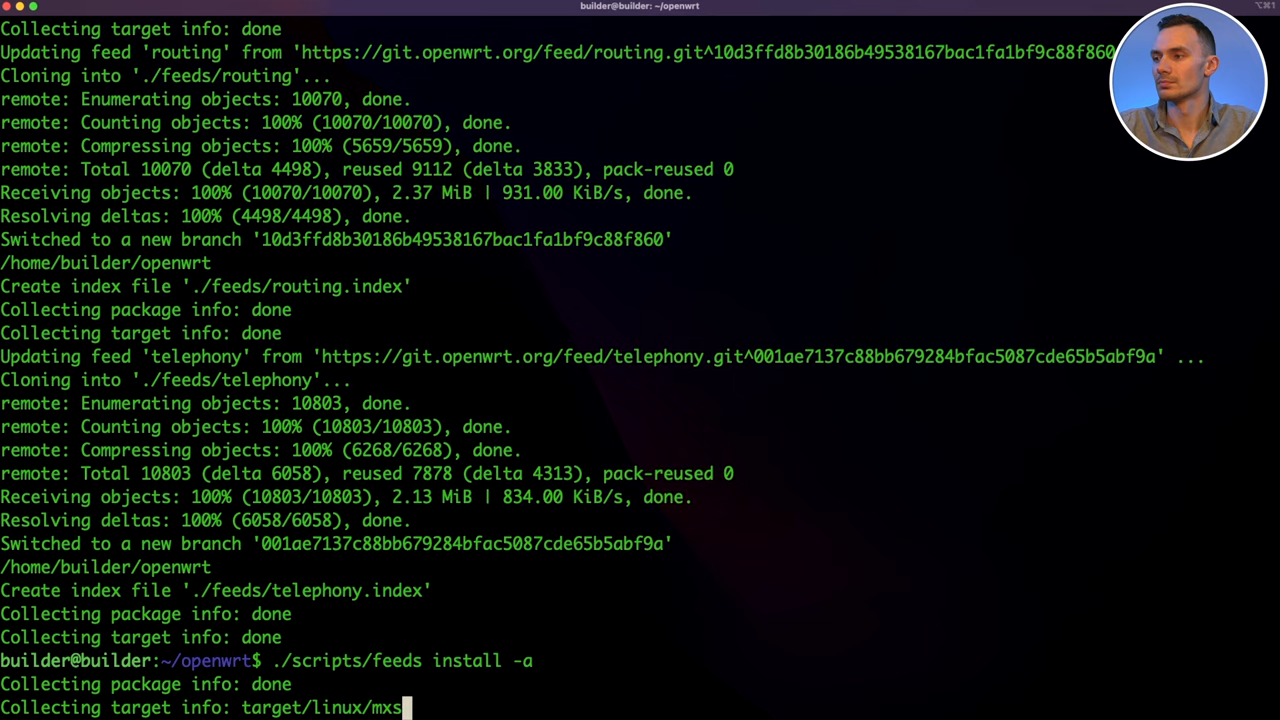 builder@builder: ~/openwrt
⌥⌘1
Collecting target info: done
Updating feed 'routing' from 'https://git.openwrt.org/feed/routing.git^10d3ffd8b30186b49538167bac1fa1bf9c88f860
Cloning into './feeds/routing'...
remote: Enumerating objects: 10070, done.
remote: Counting objects: 100% (10070/10070), done.
remote: Compressing objects: 100% (5659/5659), done.
remote: Total 10070 (delta 4498), reused 9112 (delta 3833), pack-reused 0
Receiving objects: 100% (10070/10070), 2.37 MiB | 931.00 KiB/s, done.
Resolving deltas: 100% (4498/4498), done.
Switched to a new branch '10d3ffd8b30186b49538167bac1fa1bf9c88f860'
/home/builder/openwrt
Create index file './feeds/routing.index'
Collecting package info: done
Collecting target info: done
Updating feed 'telephony' from 'https://git.openwrt.org/feed/telephony.git^001ae7137c88bb679284bfac5087cde65b5abf9a' ...
Cloning into './feeds/telephony'...
remote: Enumerating objects: 10803, done.
remote: Counting objects: 100% (10803/10803), done.
remote: Compressing objects: 100% (6268/6268), done.
remote: Total 10803 (delta 6058), reused 7878 (delta 4313), pack-reused 0
Receiving objects: 100% (10803/10803), 2.13 MiB | 834.00 KiB/s, done.
Resolving deltas: 100% (6058/6058), done.
Switched to a new branch '001ae7137c88bb679284bfac5087cde65b5abf9a'
/home/builder/openwrt
Create index file './feeds/telephony.index'
Collecting package info: done
Collecting target info: done
builder@builder:~/openwrt$ ./scripts/feeds install -a
Collecting package info: done
Collecting target info: target/linux/mxs